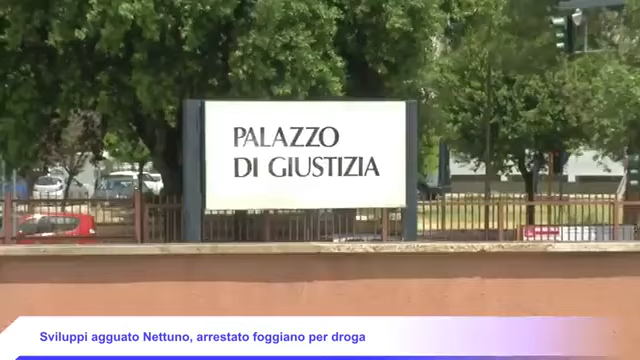 PALAZZO
DI GIUSTIZIA
Sviluppi agguato Nettuno, arrestato foggiano per droga